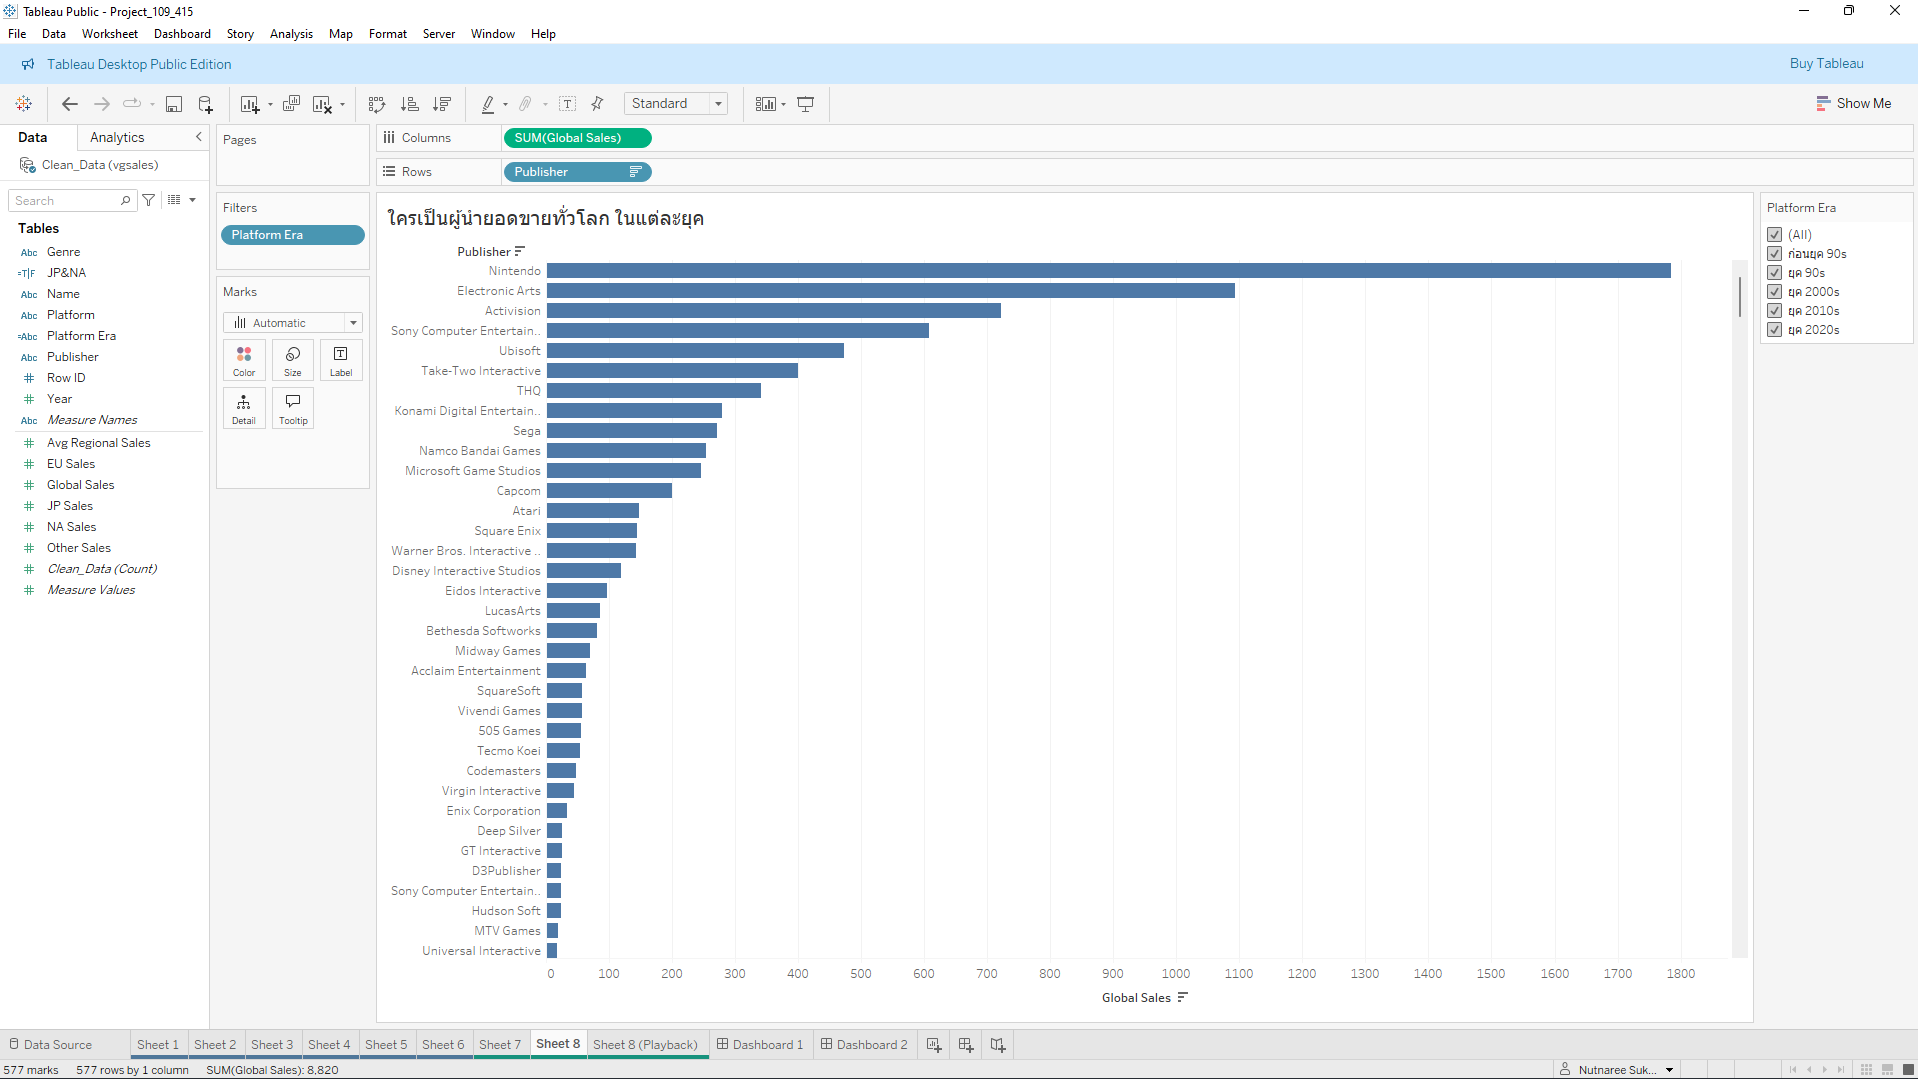 Tableau Public - Project_109_415
File Data Worksheet Dashboard Story Analysis Map Format Server Window Help
Tableau Desktop Public Edition
Buy Tableau
Standard
Show Me
Data Analytics
Clean_Data (vgsales)
Search
Tables
Abc Genre
=T|F JP&NA
Abc Name
Abc Platform
=Abc Platform Era
Abc Publisher
# Row ID
# Year
Abc Measure Names
# Avg Regional Sales
# EU Sales
# Global Sales
# JP Sales
# NA Sales
# Other Sales
# Clean_Data (Count)
# Measure Values
Pages
Filters
Platform Era
Marks
Automatic
Color Size Label
Detail Tooltip
Columns SUM(Global Sales)
Rows Publisher
ใครเป็นผู้นำยอดขายทั่วโลก ในแต่ละยุค
Publisher
Nintendo
Electronic Arts
Activision
Sony Computer Entertain..
Ubisoft
Take-Two Interactive
THQ
Konami Digital Entertain..
Sega
Namco Bandai Games
Microsoft Game Studios
Capcom
Atari
Square Enix
Warner Bros. Interactive ..
Disney Interactive Studios
Eidos Interactive
LucasArts
Bethesda Softworks
Midway Games
Acclaim Entertainment
SquareSoft
Vivendi Games
505 Games
Tecmo Koei
Codemasters
Virgin Interactive
Enix Corporation
Deep Silver
GT Interactive
D3Publisher
Sony Computer Entertain..
Hudson Soft
MTV Games
Universal Interactive
0 100 200 300 400 500 600 700 800 900 1000 1100 1200 1300 1400 1500 1600 1700 1800
Global Sales
Platform Era
(All)
ก่อนยุค 90s
ยุค 90s
ยุค 2000s
ยุค 2010s
ยุค 2020s
Data Source Sheet 1 Sheet 2 Sheet 3 Sheet 4 Sheet 5 Sheet 6 Sheet 7 Sheet 8 Sheet 8 (Playback) Dashboard 1 Dashboard 2
577 marks 577 rows by 1 column SUM(Global Sales): 8,820
Nutnaree Suk...